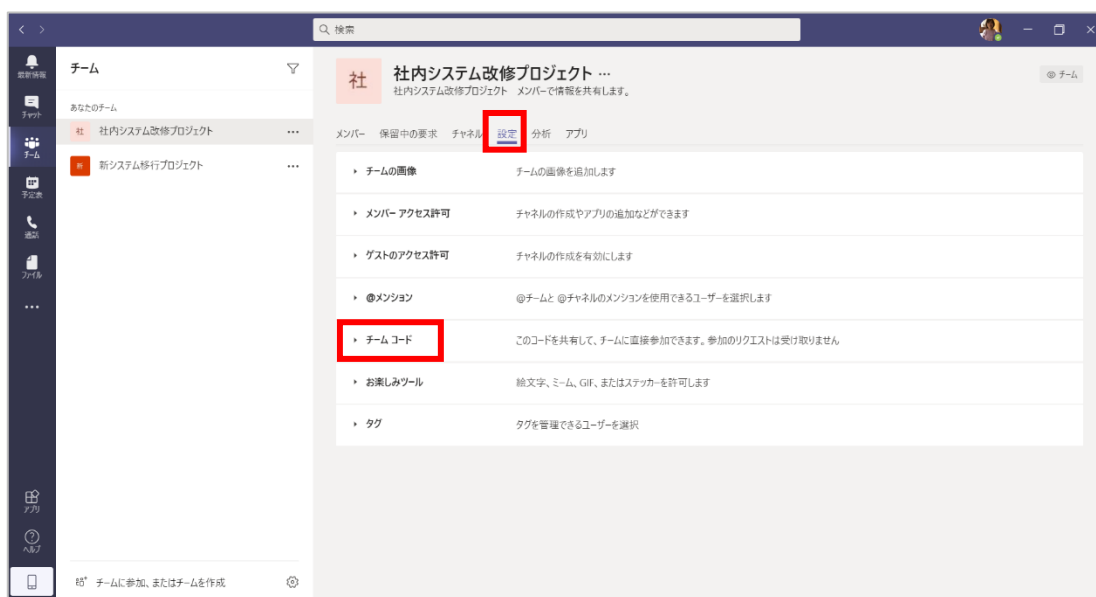 検索
最新情報
チャット
チーム
予定表
通話
ファイル
アプリ
ヘルプ
チーム
あなたのチーム
社 社内システム改修プロジェクト
新 新システム移行プロジェクト
チームに参加、またはチームを作成
社 社内システム改修プロジェクト …
社内システム改修プロジェクト メンバーで情報を共有します。
チーム
メンバー 保留中の要求 チャネル 設定 分析 アプリ
チームの画像 チームの画像を追加します
メンバー アクセス許可 チャネルの作成やアプリの追加などができます
ゲストのアクセス許可 チャネルの作成を有効にします
@メンション @チームと @チャネルのメンションを使用できるユーザーを選択します
チーム コード このコードを共有して、チームに直接参加できます。参加のリクエストは受け取りません
お楽しみツール 絵文字、ミーム、GIF、またはステッカーを許可します
タグ タグを管理できるユーザーを選択